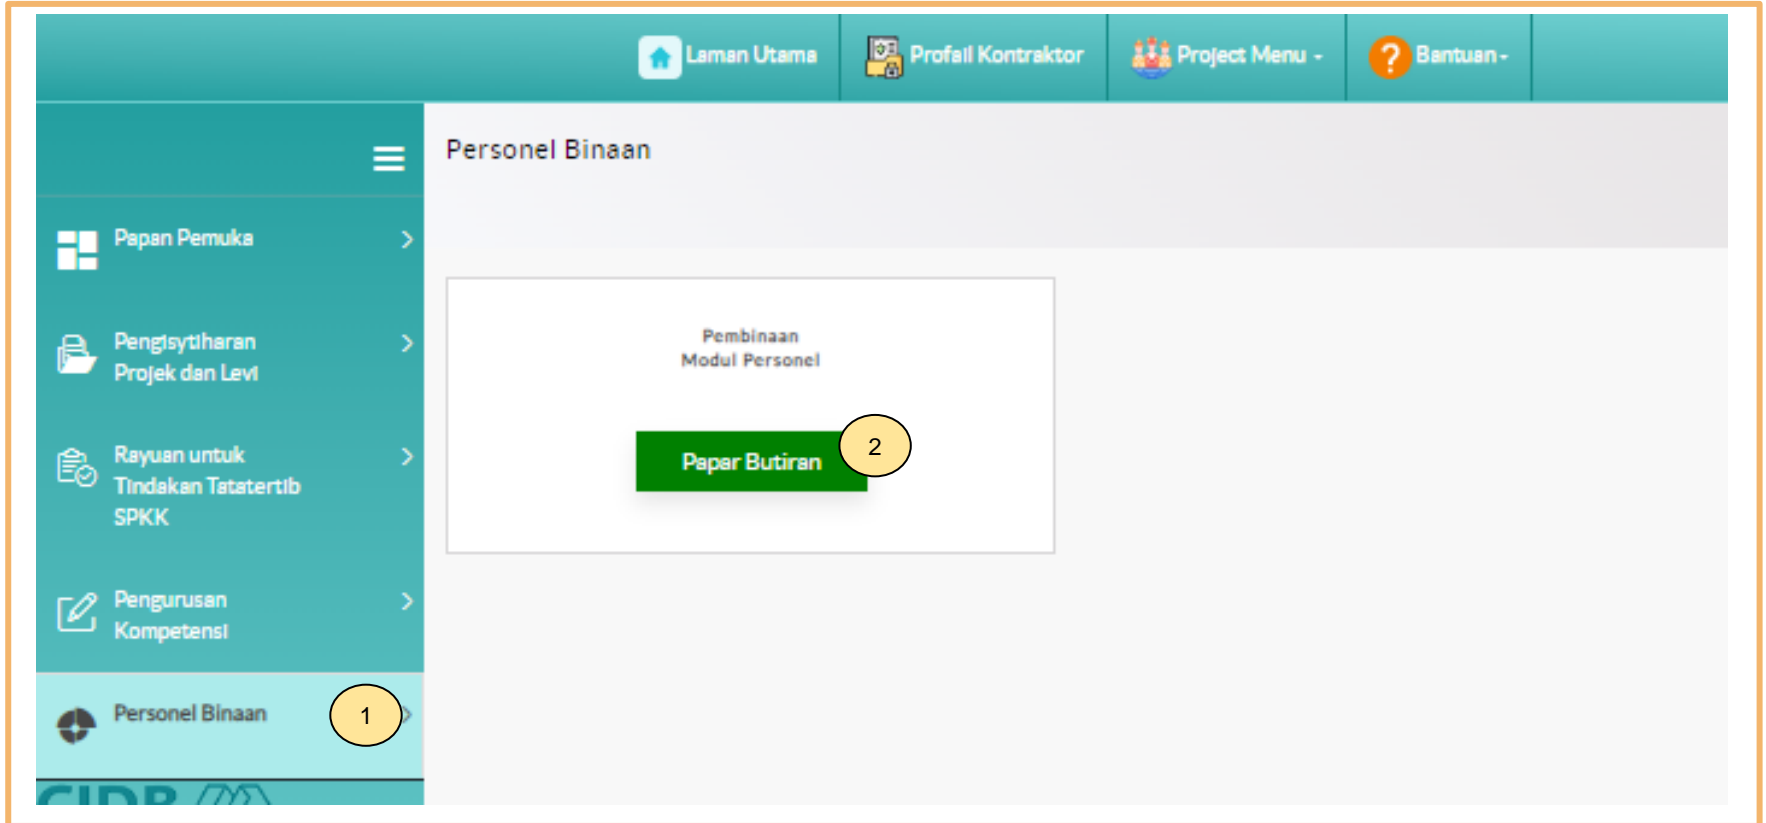 Laman Utama
Profail Kontraktor
Project Menu -
? Bantuan -
Personel Binaan
Papan Pemuka
Pengisytiharan
Projek dan Levi
Rayuan untuk
Tindakan Tatatertib
SPKK
Pengurusan
Kompetensi
Personel Binaan
1
Pembinaan
Modul Personel
Papar Butiran
2
CIDB